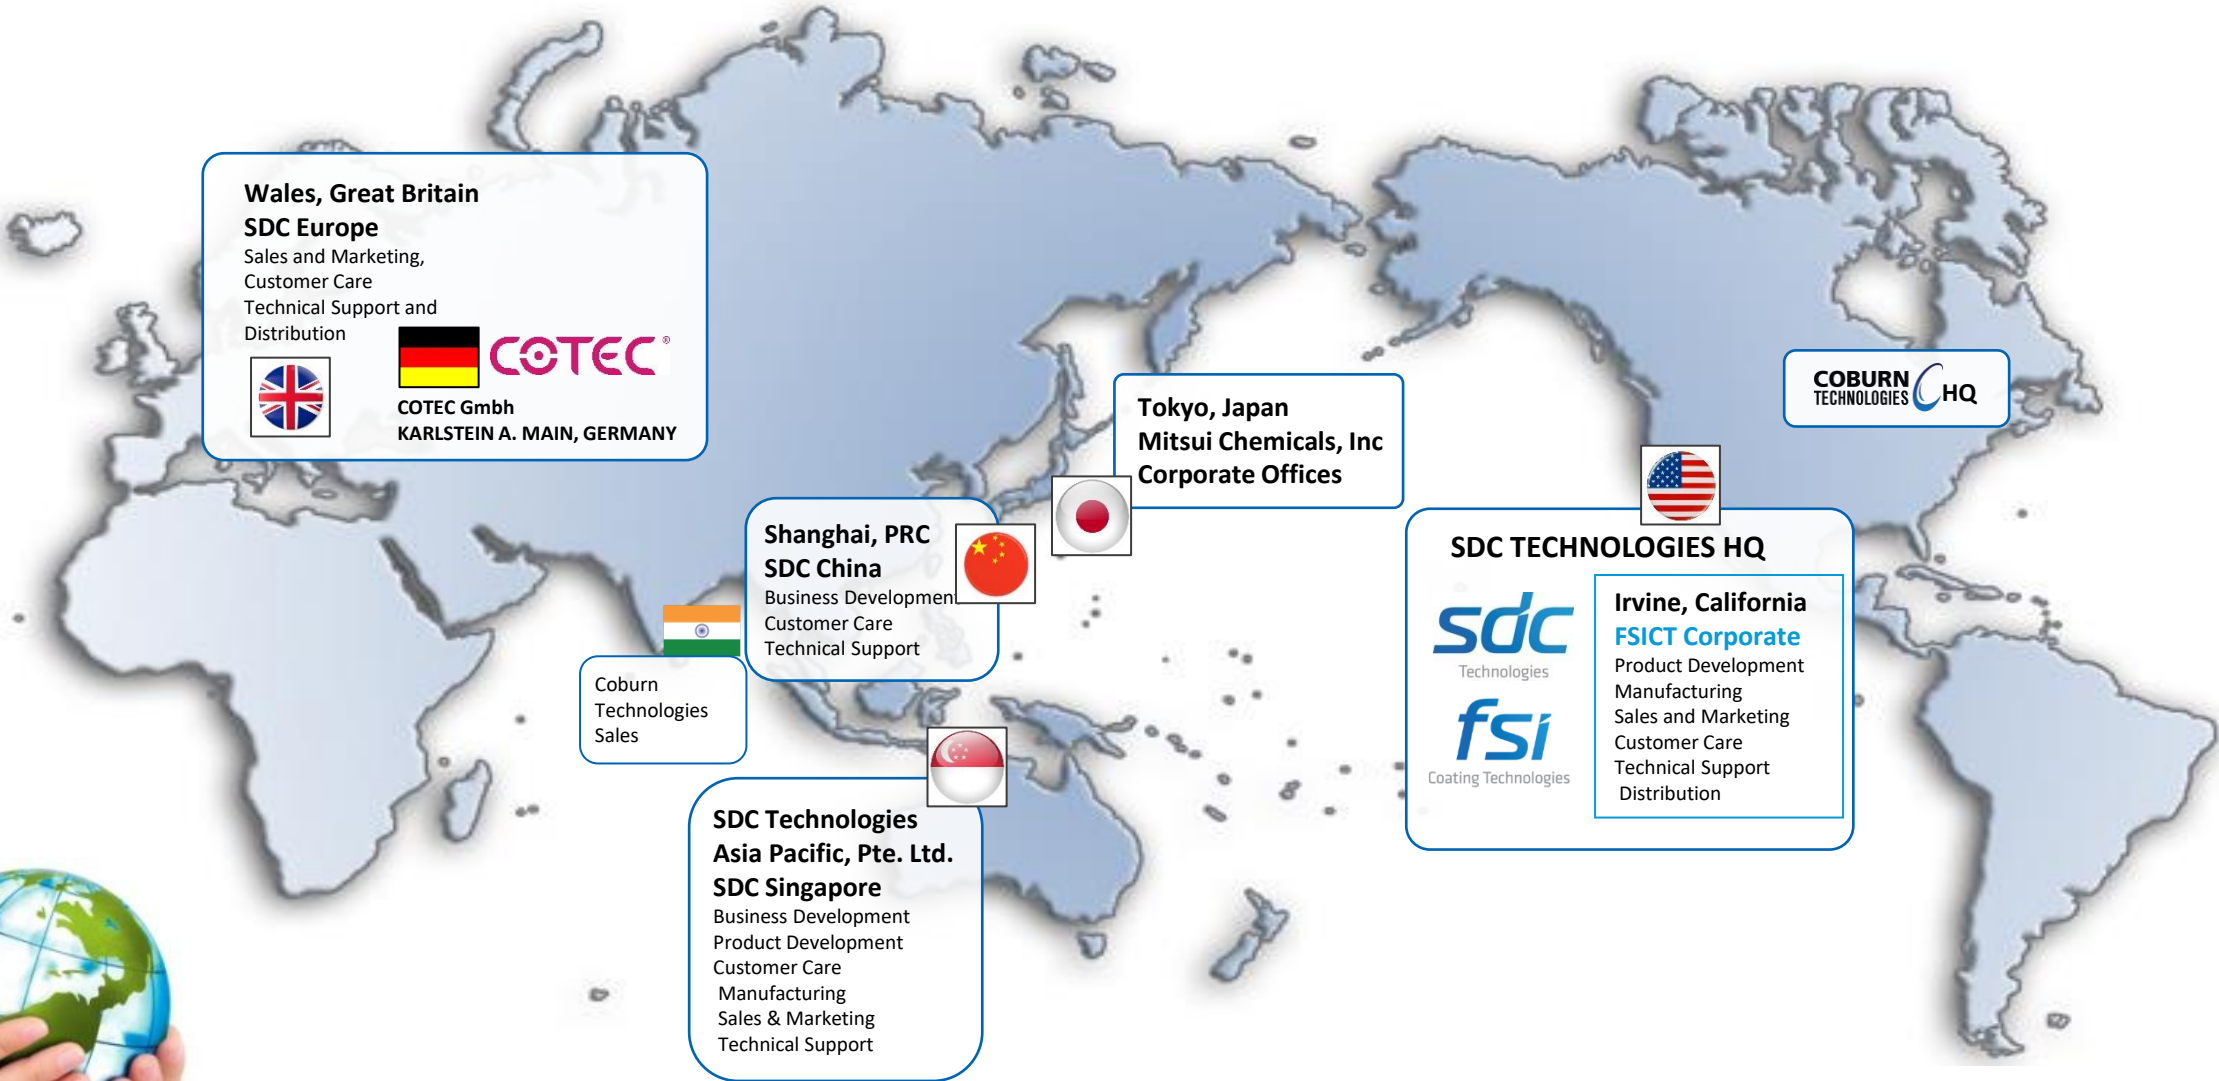 Wales, Great Britain
SDC Europe
Sales and Marketing,
Customer Care
Technical Support and
Distribution
COTEC®
COTEC Gmbh
KARLSTEIN A. MAIN, GERMANY
Tokyo, Japan
Mitsui Chemicals, Inc
Corporate Offices
COBURN
TECHNOLOGIES
HQ
Shanghai, PRC
SDC China
Business Development
Customer Care
Technical Support
Coburn
Technologies
Sales
SDC Technologies
Asia Pacific, Pte. Ltd.
SDC Singapore
Business Development
Product Development
Customer Care
Manufacturing
Sales & Marketing
Technical Support
SDC TECHNOLOGIES HQ
sdc
Technologies
fsi
Coating Technologies
Irvine, California
FSICT Corporate
Product Development
Manufacturing
Sales and Marketing
Customer Care
Technical Support
Distribution